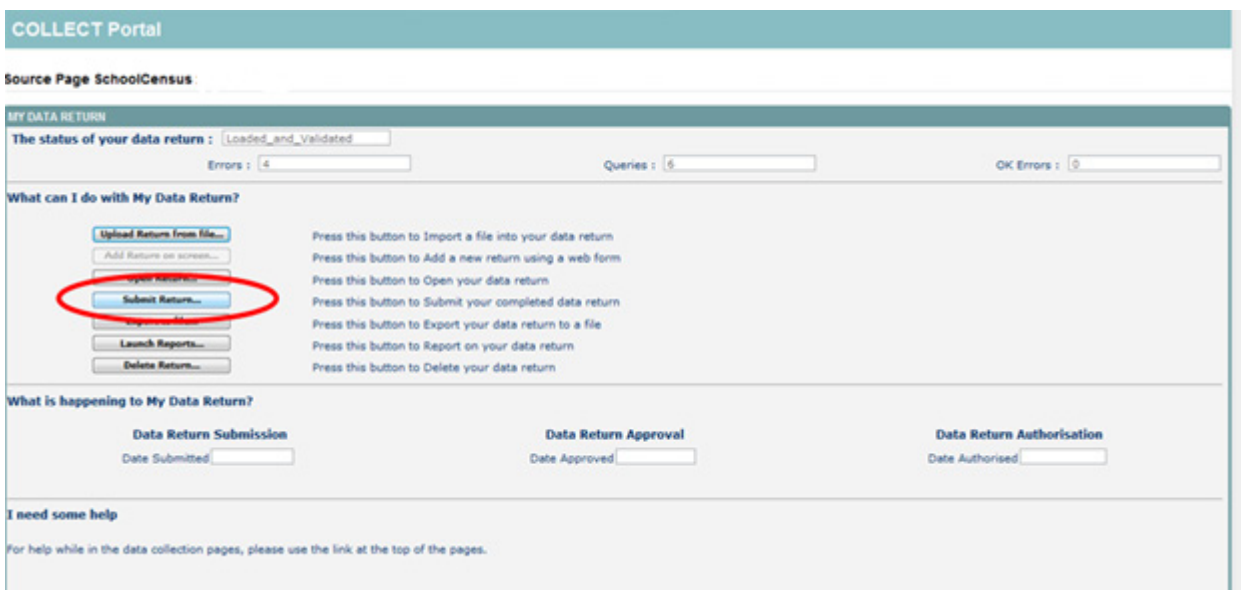 COLLECT Portal
Source Page SchoolCensus
MY DATA RETURN
The status of your data return : Loaded_and_Validated
Errors : 4 Queries : 6 OK Errors : 0
What can I do with My Data Return?
Upload Return from file... Press this button to Import a file into your data return
Add Return on screen... Press this button to Add a new return using a web form
Open Return... Press this button to Open your data return
Submit Return... Press this button to Submit your completed data return
Export to file... Press this button to Export your data return to a file
Launch Reports... Press this button to Report on your data return
Delete Return... Press this button to Delete your data return
What is happening to My Data Return?
Data Return Submission Data Return Approval Data Return Authorisation
Date Submitted Date Approved Date Authorised
I need some help
For help while in the data collection pages, please use the link at the top of the pages.